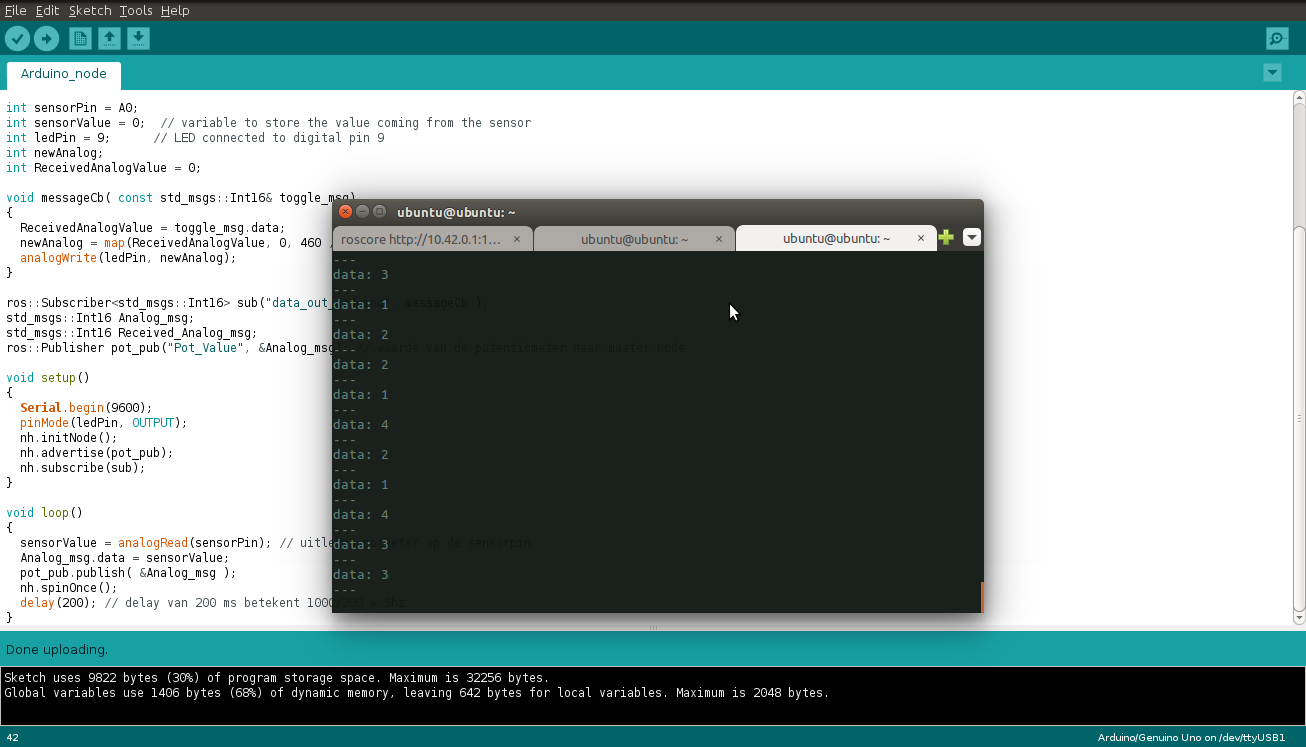 File Edit Sketch Tools Help
Arduino_node
int sensorPin = A0;
int sensorValue = 0;  // variable to store the value coming from the sensor
int ledPin = 9;      // LED connected to digital pin 9
int newAnalog;
int ReceivedAnalogValue = 0;
void messageCb( const std_msgs::Int16& toggle_msg)
{
  ReceivedAnalogValue = toggle_msg.data;
  newAnalog = map(ReceivedAnalogValue, 0, 460 ,
  analogWrite(ledPin, newAnalog);
}
ros::Subscriber<std_msgs::Int16> sub("data_out_ messageCb );
std_msgs::Int16 Analog_msg;
std_msgs::Int16 Received_Analog_msg;
ros::Publisher pot_pub("Pot_Value", &Analog_msg); // waarde van de potentiometer naar master node
void setup()
{
  Serial.begin(9600);
  pinMode(ledPin, OUTPUT);
  nh.initNode();
  nh.advertise(pot_pub);
  nh.subscribe(sub);
}
void loop()
{
  sensorValue = analogRead(sensorPin); // op de sensorpin
  Analog_msg.data = sensorValue;
  pot_pub.publish( &Analog_msg );
  nh.spinOnce();
  delay(200); // delay van 200 ms betekent 1000/200 = 5hz
}
ubuntu@ubuntu: ~
roscore http://10.42.0.1:1... × ubuntu@ubuntu: ~ × ubuntu@ubuntu: ~ ×
---
data: 3
---
data: 1
---
data: 2
---
data: 2
---
data: 1
---
data: 4
---
data: 2
---
data: 1
---
data: 4
---
data: 3
---
data: 3
---
Done uploading.
Sketch uses 9822 bytes (30%) of program storage space. Maximum is 32256 bytes.
Global variables use 1406 bytes (68%) of dynamic memory, leaving 642 bytes for local variables. Maximum is 2048 bytes.
42 Arduino/Genuino Uno on /dev/ttyUSB1